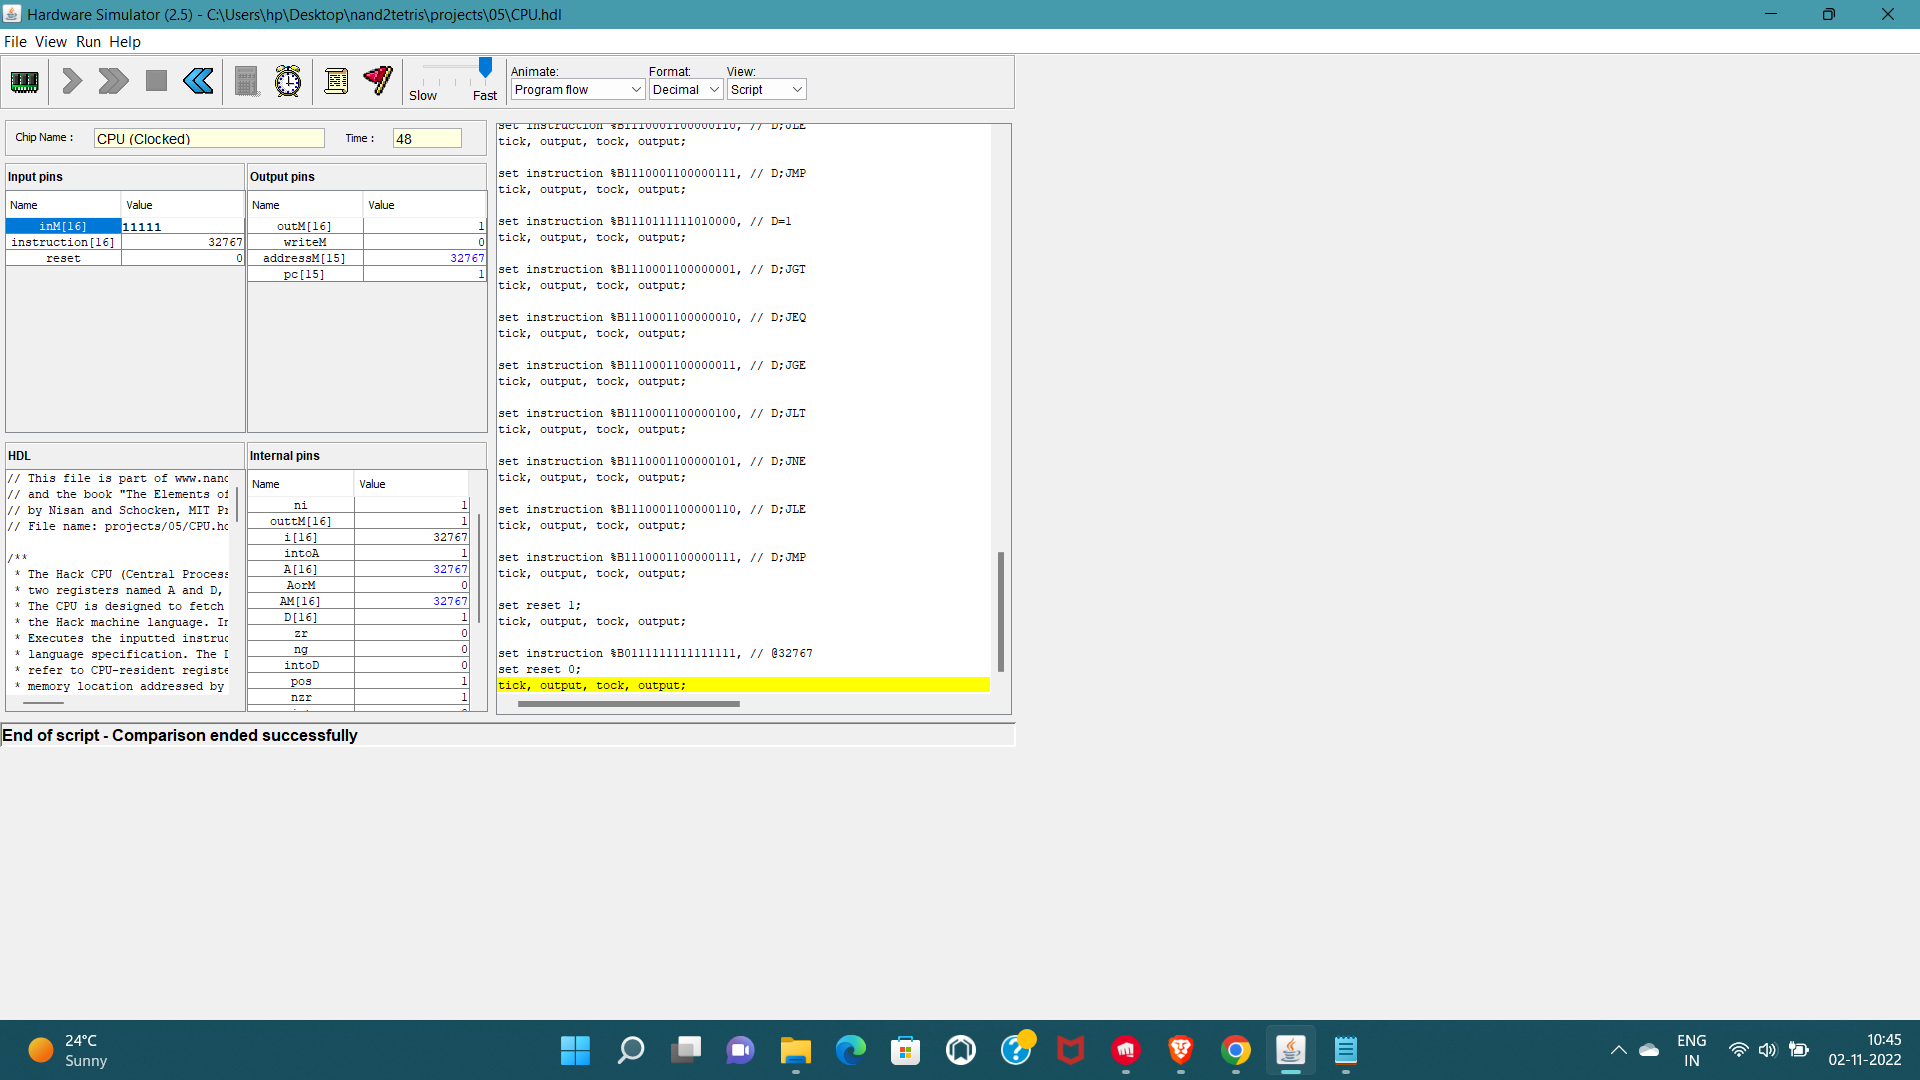 Hardware Simulator (2.5) - C:\Users\hp\Desktop\nand2tetris\projects\05\CPU.hdl
File View Run Help
Slow Fast
Animate: Format: View:
Program flow Decimal Script
Chip Name : CPU (Clocked) Time : 48
Input pins
Name Value
inM[16] 11111
instruction[16] 32767
reset 0
Output pins
Name Value
outM[16] 1
writeM 0
addressM[15] 32767
pc[15] 1
HDL
// This file is part of www.nand
// and the book "The Elements of
// by Nisan and Schocken, MIT Pr
// File name: projects/05/CPU.hd
/**
* The Hack CPU (Central Process
* two registers named A and D,
* The CPU is designed to fetch
* the Hack machine language. In
* Executes the inputted instruc
* language specification. The D
* refer to CPU-resident registe
* memory location addressed by
Internal pins
Name Value
ni 1
outtM[16] 1
i[16] 32767
intoA 1
A[16] 32767
AorM 0
AM[16] 32767
D[16] 1
zr 0
ng 0
intoD 0
pos 1
nzr 1
set instruction %B1110001100000110, // D;JLE
tick, output, tock, output;
set instruction %B1110001100000111, // D;JMP
tick, output, tock, output;
set instruction %B1110111111010000, // D=1
tick, output, tock, output;
set instruction %B1110001100000001, // D;JGT
tick, output, tock, output;
set instruction %B1110001100000010, // D;JEQ
tick, output, tock, output;
set instruction %B1110001100000011, // D;JGE
tick, output, tock, output;
set instruction %B1110001100000100, // D;JLT
tick, output, tock, output;
set instruction %B1110001100000101, // D;JNE
tick, output, tock, output;
set instruction %B1110001100000110, // D;JLE
tick, output, tock, output;
set instruction %B1110001100000111, // D;JMP
tick, output, tock, output;
set reset 1;
tick, output, tock, output;
set instruction %B0111111111111111, // @32767
set reset 0;
tick, output, tock, output;
End of script - Comparison ended successfully
24°C
Sunny
ENG
IN
10:45
02-11-2022